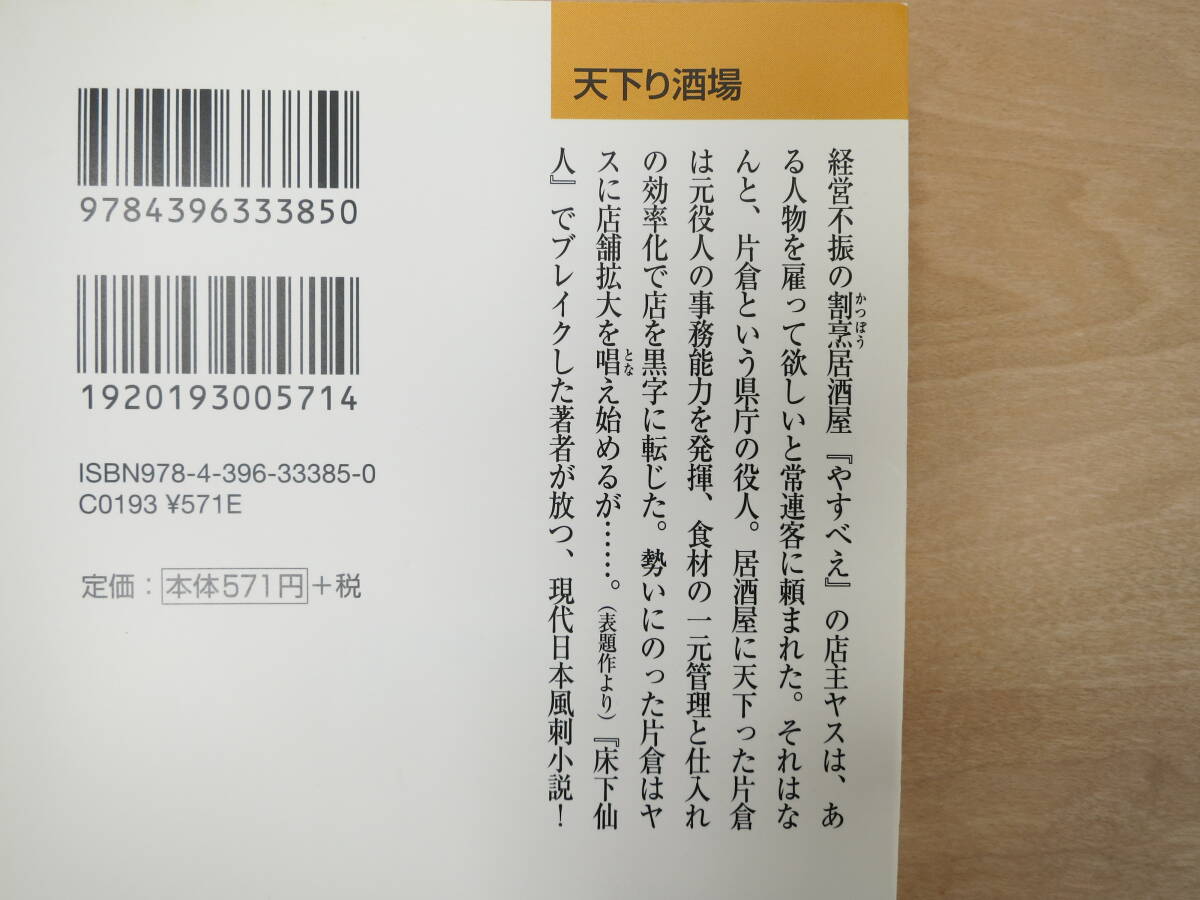 天下り酒場
経営不振の割烹居酒屋『やすべえ』の店主ヤスは、あ
かっぽう
る人物を雇って欲しいと常連客に頼まれた。それはな
んと、片倉という県庁の役人。居酒屋に天下った片倉
は元役人の事務能力を発揮、食材の一元管理と仕入れ
の効率化で店を黒字に転じた。勢いにのった片倉はヤ
スに店舗拡大を唱え始めるが……。（表題作より）『床下仙
とな
人』でブレイクした著者が放つ、現代日本風刺小説！
9784396333850
1920193005714
ISBN978-4-396-33385-0
C0193 ¥571E
定価：本体571円+税